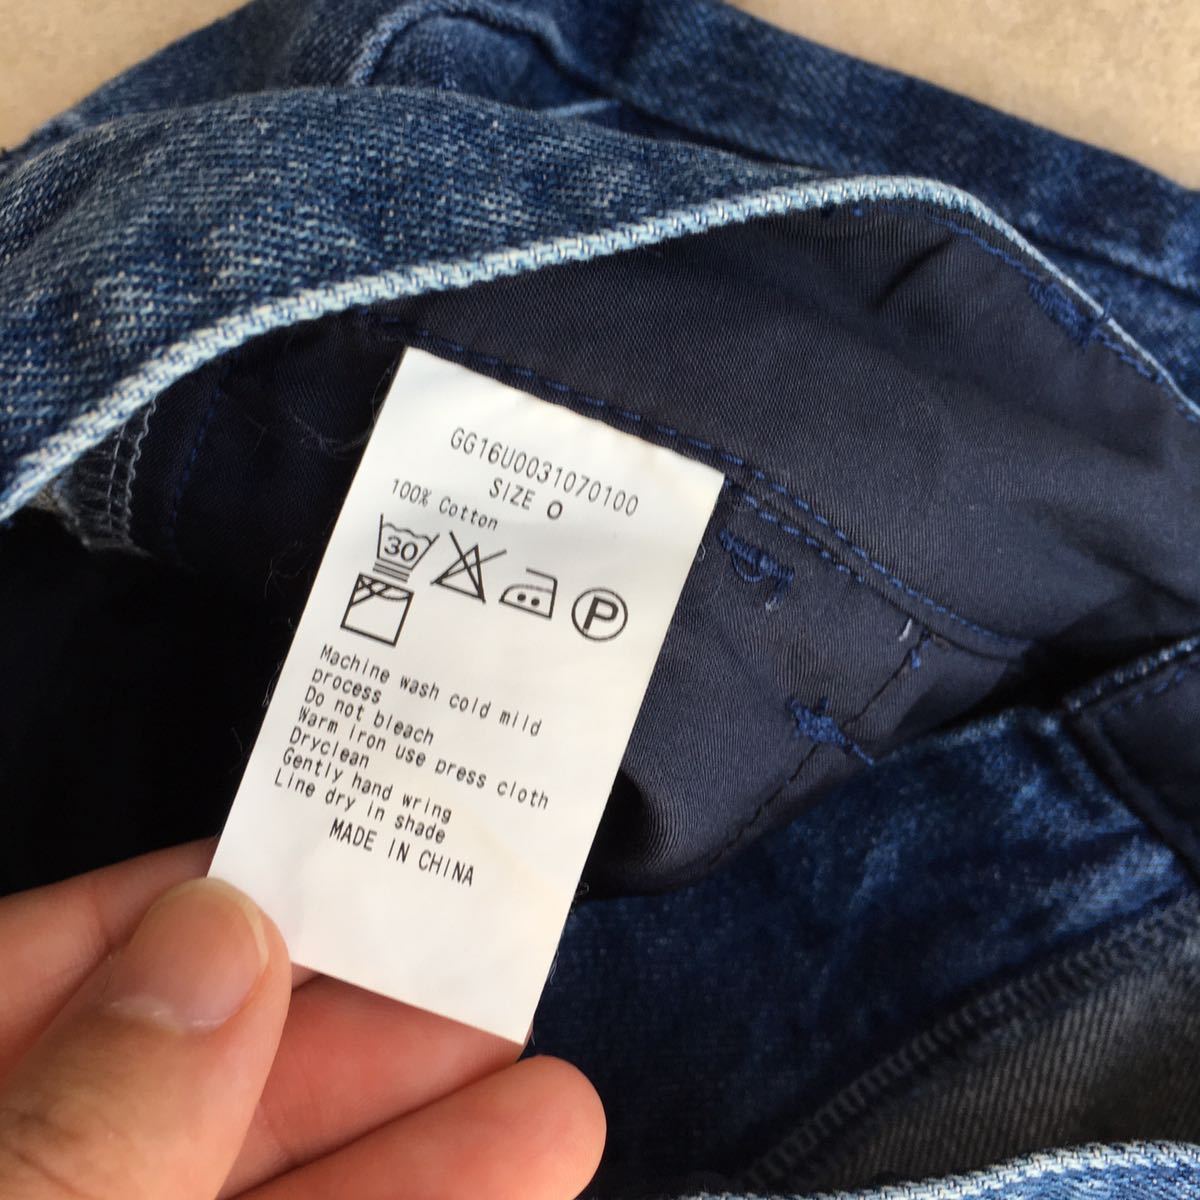 GG16U0031070100
SIZE 0
100% Cotton
30
P
Machine wash cold mild
process
Do not bleach
Warm iron use press cloth
Dryclean
Gently hand wring
Line dry in shade
MADE IN CHINA